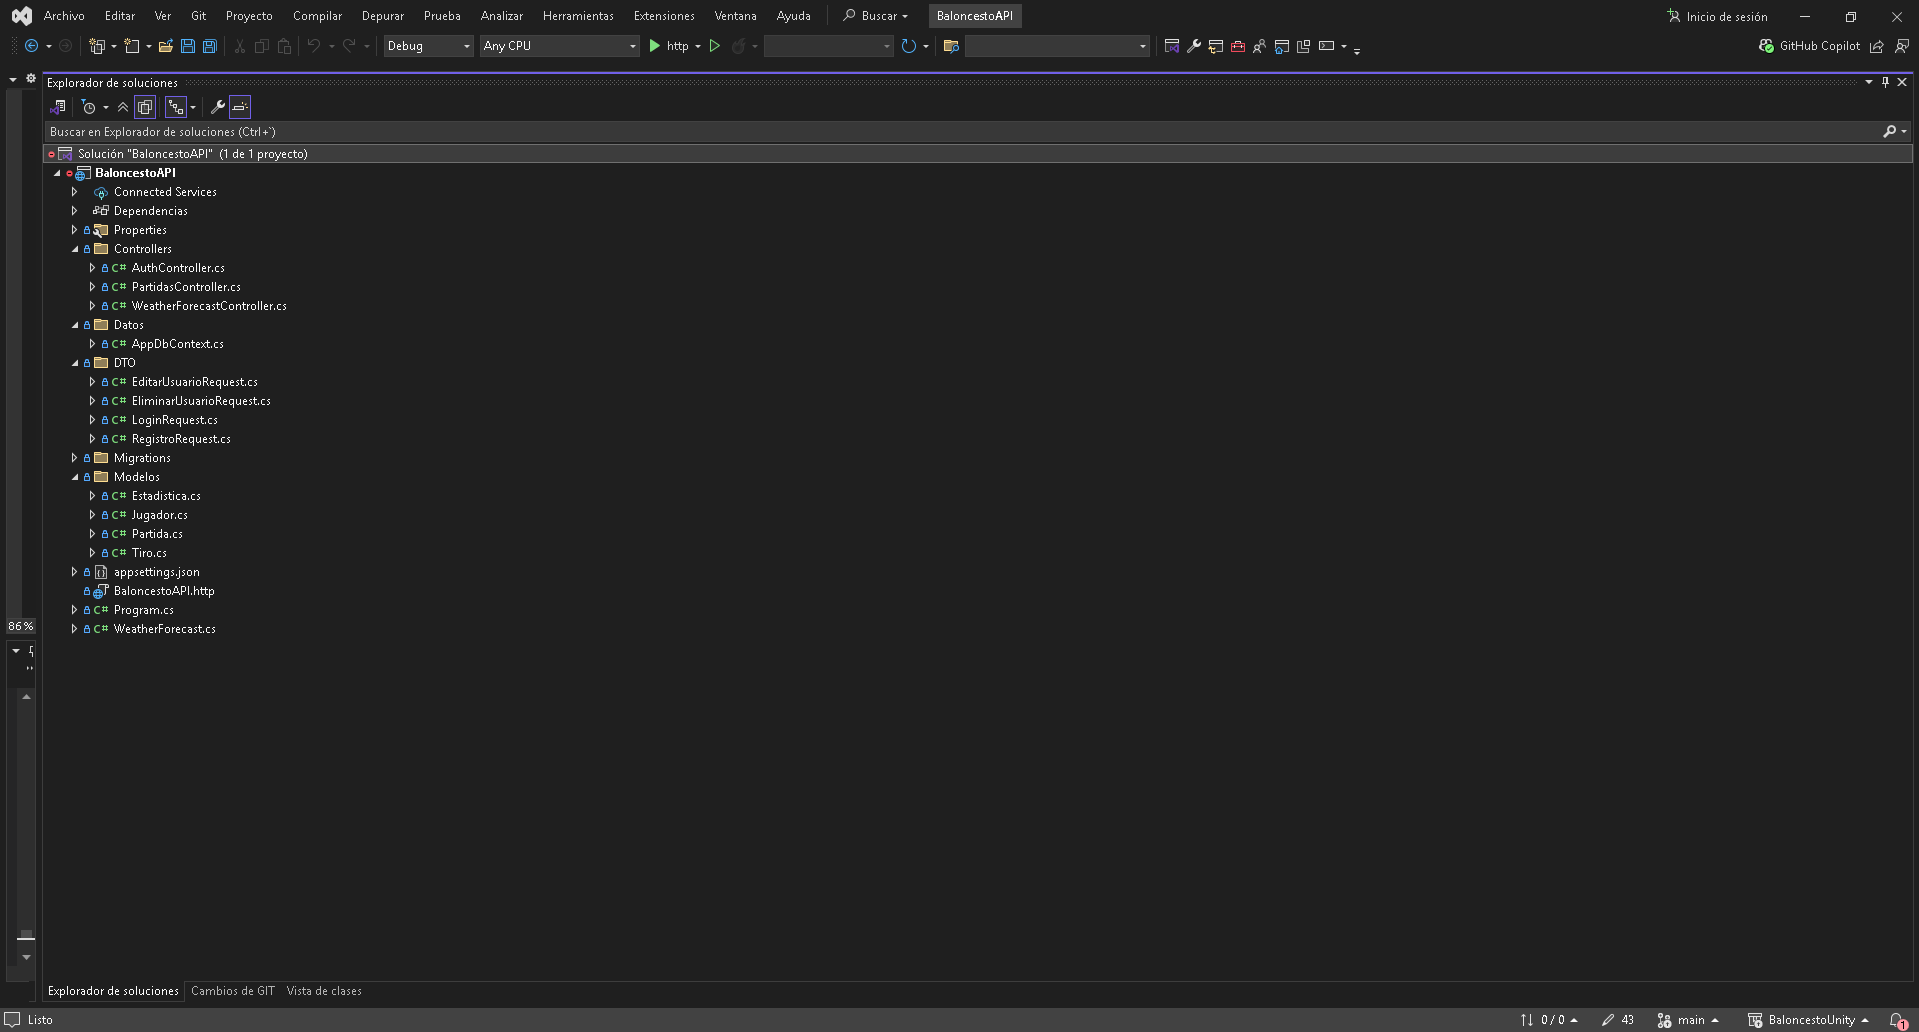 Archivo Editar Ver Git Proyecto Compilar Depurar Prueba Analizar Herramientas Extensiones Ventana Ayuda Buscar BaloncestoAPI Inicio de sesión
Debug Any CPU http GitHub Copilot
Explorador de soluciones
Buscar en Explorador de soluciones (Ctrl+`)
Solución "BaloncestoAPI" (1 de 1 proyecto)
BaloncestoAPI
Connected Services
Dependencias
Properties
Controllers
C# AuthController.cs
C# PartidasController.cs
C# WeatherForecastController.cs
Datos
C# AppDbContext.cs
DTO
C# EditarUsuarioRequest.cs
C# EliminarUsuarioRequest.cs
C# LoginRequest.cs
C# RegistroRequest.cs
Migrations
Modelos
C# Estadistica.cs
C# Jugador.cs
C# Partida.cs
C# Tiro.cs
appsettings.json
BaloncestoAPI.http
C# Program.cs
86% C# WeatherForecast.cs
Explorador de soluciones Cambios de GIT Vista de clases
Listo 0 / 0 43 main BaloncestoUnity 1